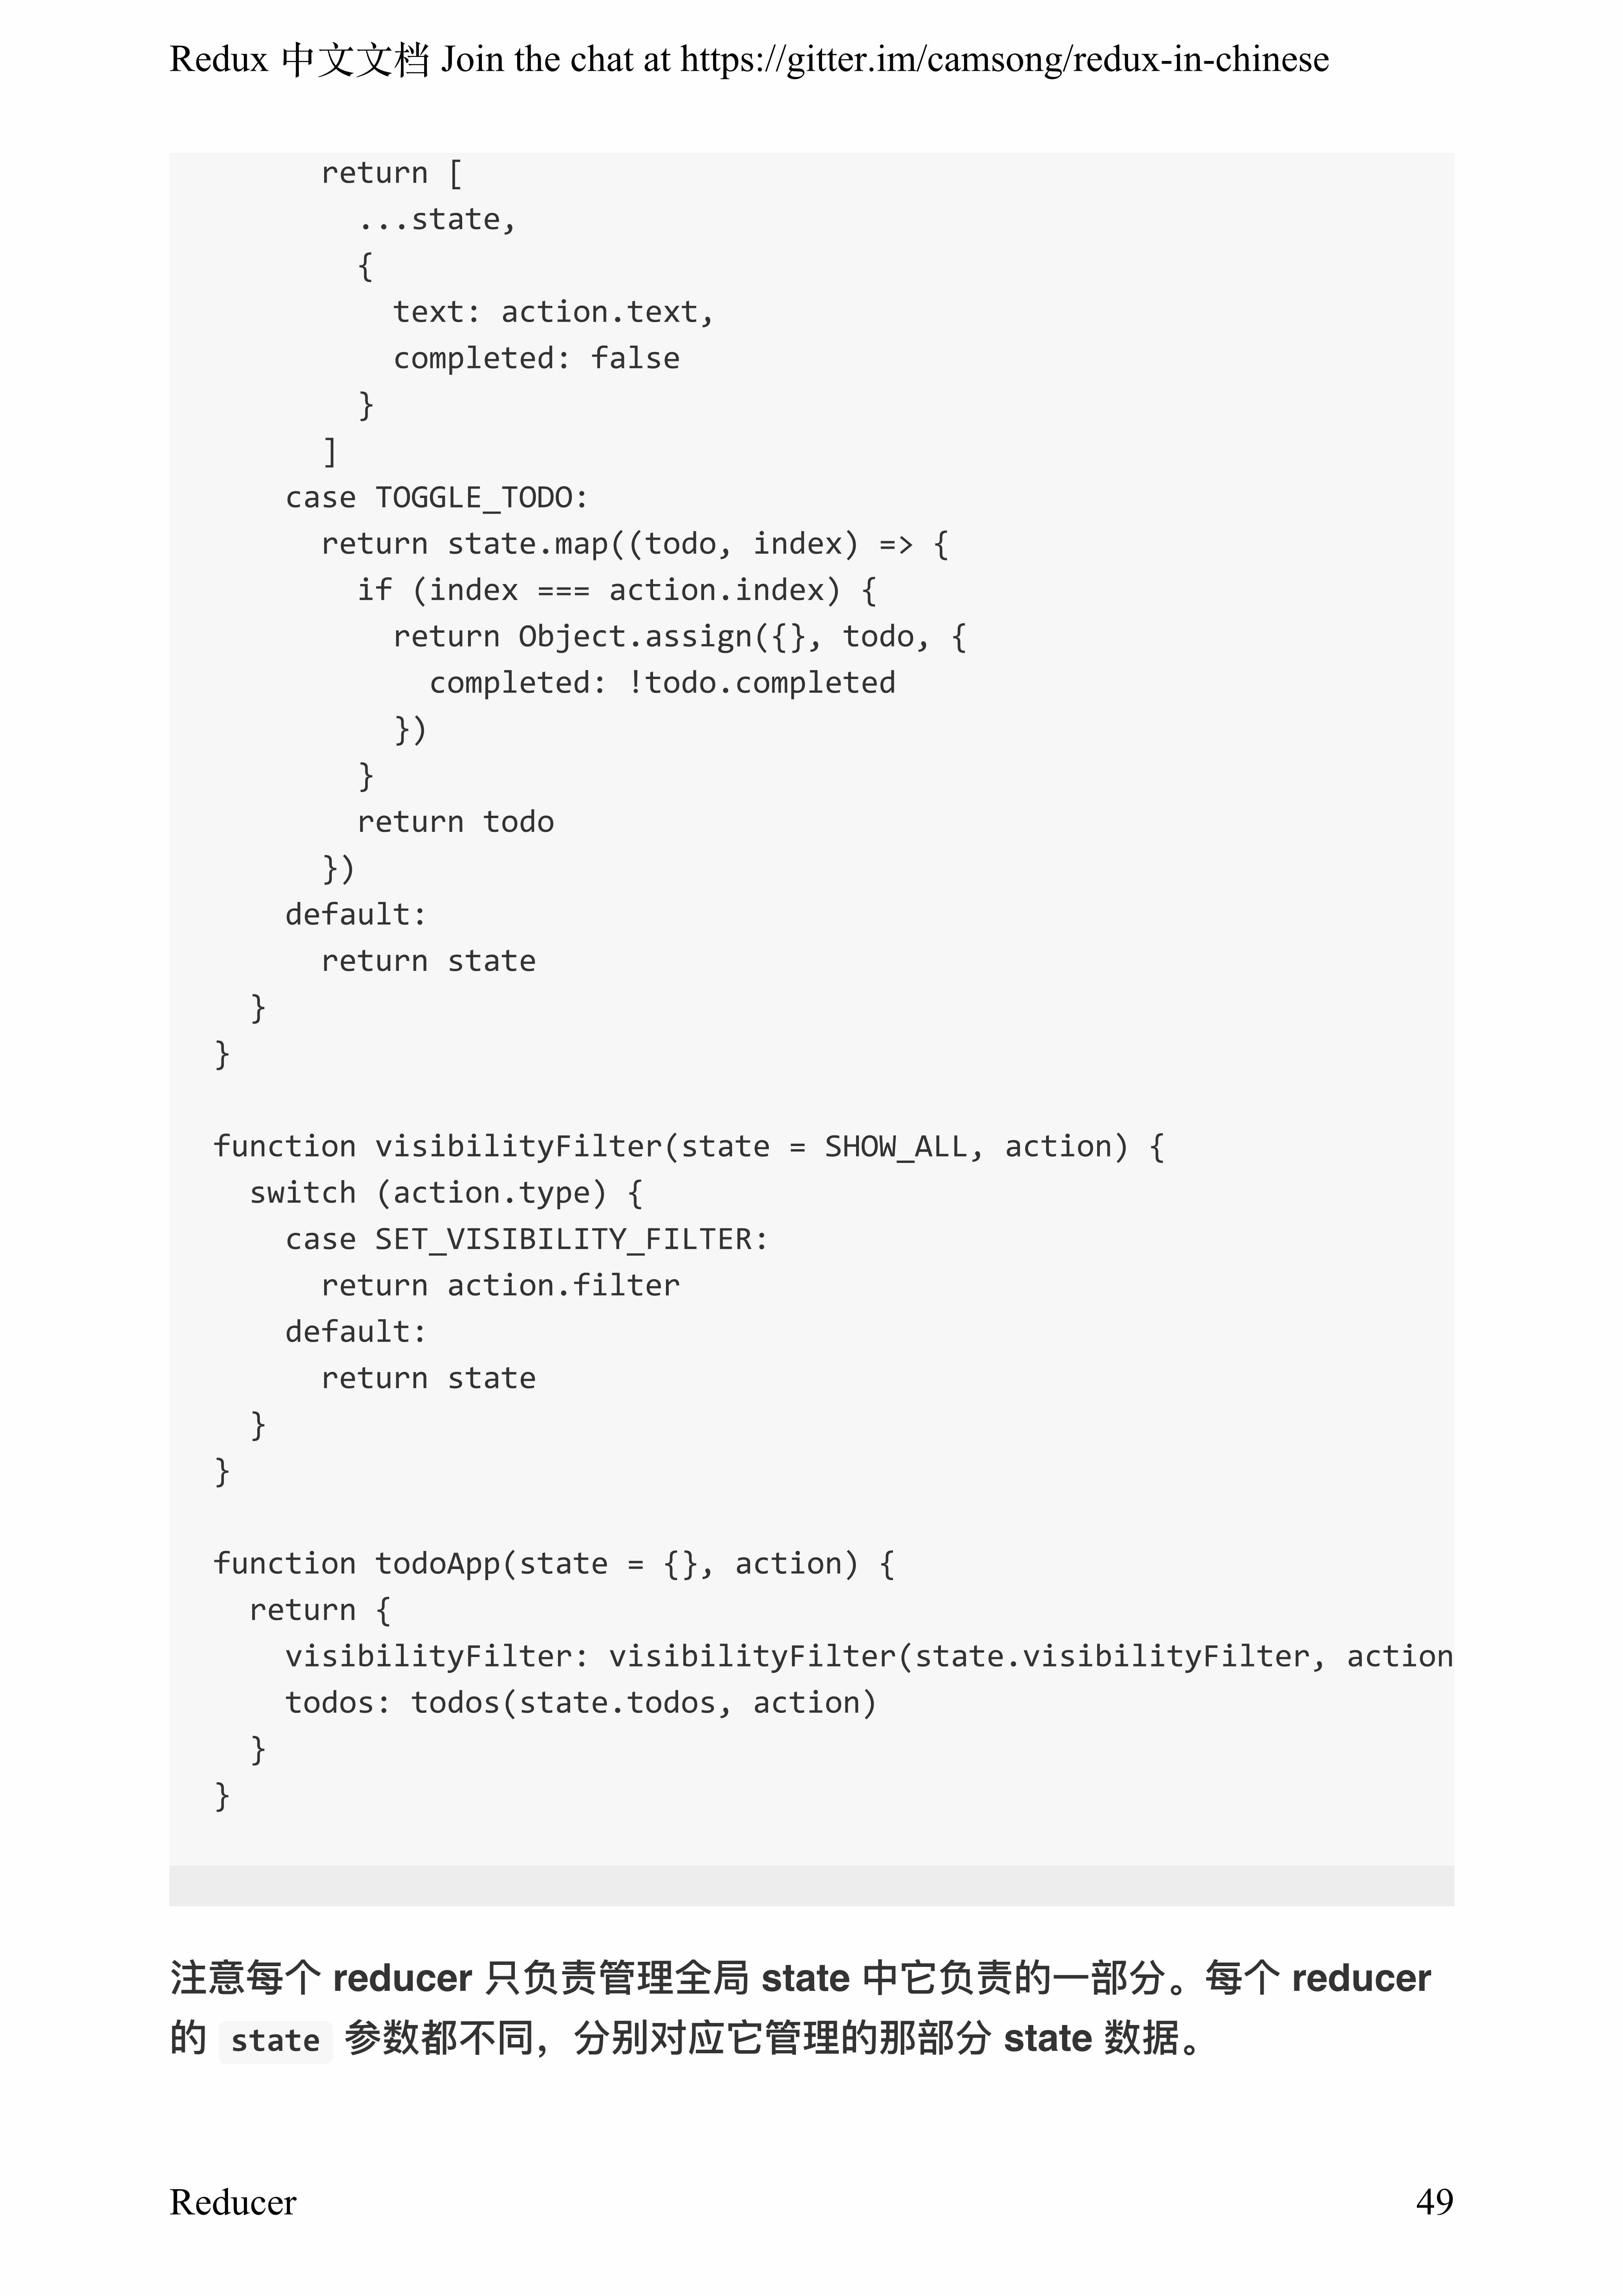 Redux 中文文档 Join the chat at https://gitter.im/camsong/redux-in-chinese
      return [
        ...state,
        {
          text: action.text,
          completed: false
        }
      ]
    case TOGGLE_TODO:
      return state.map((todo, index) => {
        if (index === action.index) {
          return Object.assign({}, todo, {
            completed: !todo.completed
          })
        }
        return todo
      })
    default:
      return state
  }
}
function visibilityFilter(state = SHOW_ALL, action) {
  switch (action.type) {
    case SET_VISIBILITY_FILTER:
      return action.filter
    default:
      return state
  }
}
function todoApp(state = {}, action) {
  return {
    visibilityFilter: visibilityFilter(state.visibilityFilter, action
    todos: todos(state.todos, action)
  }
}
注意每个 reducer 只负责管理全局 state 中它负责的一部分。每个 reducer
的 state 参数都不同，分别对应它管理的那部分 state 数据。
Reducer 49